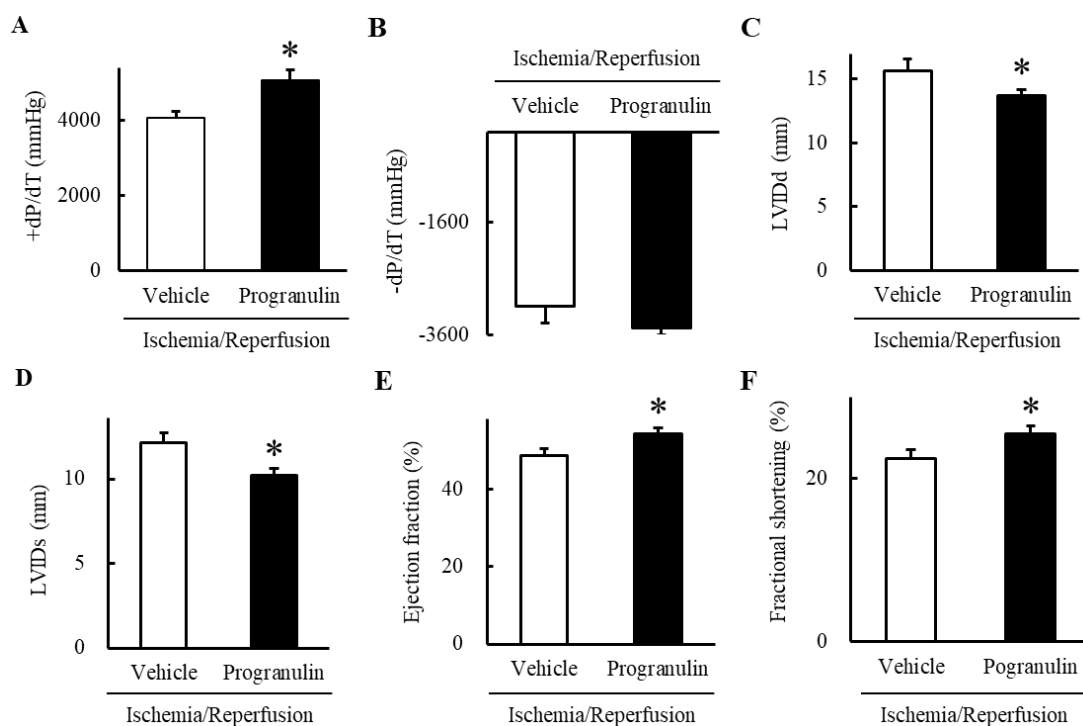 A
+dP/dT (mmHg)
4000
2000
0
*
Vehicle Progranulin
Ischemia/Reperfusion
B
Ischemia/Reperfusion
Vehicle Progranulin
-dP/dT (mmHg)
-1600
-3600
C
LVIDd (mm)
15
10
5
0
*
Vehicle Progranulin
Ischemia/Reperfusion
D
LVIDs (mm)
10
5
0
*
Vehicle Progranulin
Ischemia/Reperfusion
E
Ejection fraction (%)
40
20
0
*
Vehicle Progranulin
Ischemia/Reperfusion
F
Fractional shortening (%)
20
0
*
Vehicle Pogranulin
Ischemia/Reperfusion